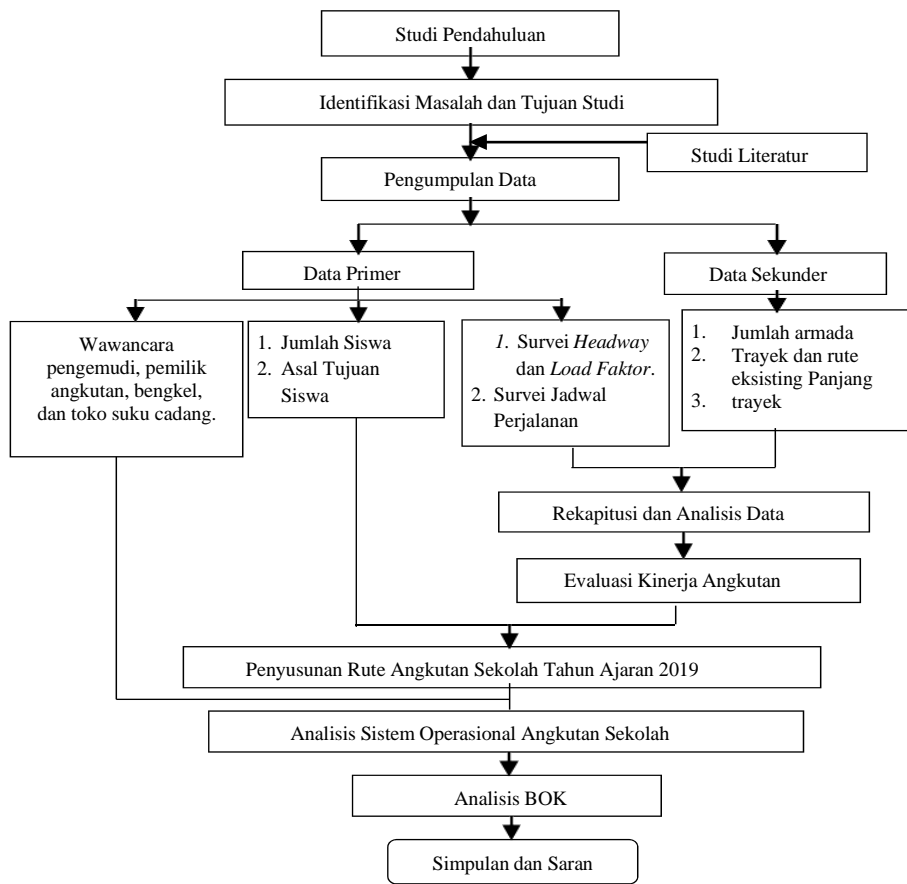 Studi Pendahuluan
Identifikasi Masalah dan Tujuan Studi
Studi Literatur
Pengumpulan Data
Data Primer
Data Sekunder
Wawancara
pengemudi, pemilik
angkutan, bengkel,
dan toko suku cadang.
1. Jumlah Siswa
2. Asal Tujuan
Siswa
1. Survei Headway
dan Load Faktor.
2. Survei Jadwal
Perjalanan
1. Jumlah armada
2. Trayek dan rute
eksisting Panjang
3. trayek
Rekapitusi dan Analisis Data
Evaluasi Kinerja Angkutan
Penyusunan Rute Angkutan Sekolah Tahun Ajaran 2019
Analisis Sistem Operasional Angkutan Sekolah
Analisis BOK
Simpulan dan Saran